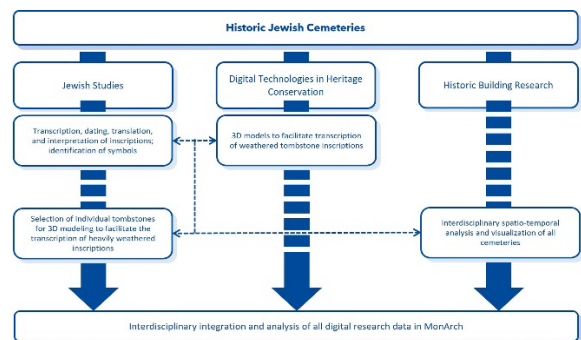 Historic Jewish Cemeteries
Jewish Studies
Digital Technologies in Heritage
Conservation
Historic Building Research
Transcription, dating, translation,
and interpretation of inscriptions;
identification of symbols
3D models to facilitate transcription
of weathered tombstone inscriptions
Selection of individual tombstones
for 3D modeling to facilitate the
transcription of heavily weathered
inscriptions
Interdisciplinary spatio-temporal
analysis and visualization of all
cemeteries
Interdisciplinary integration and analysis of all digital research data in MonArch